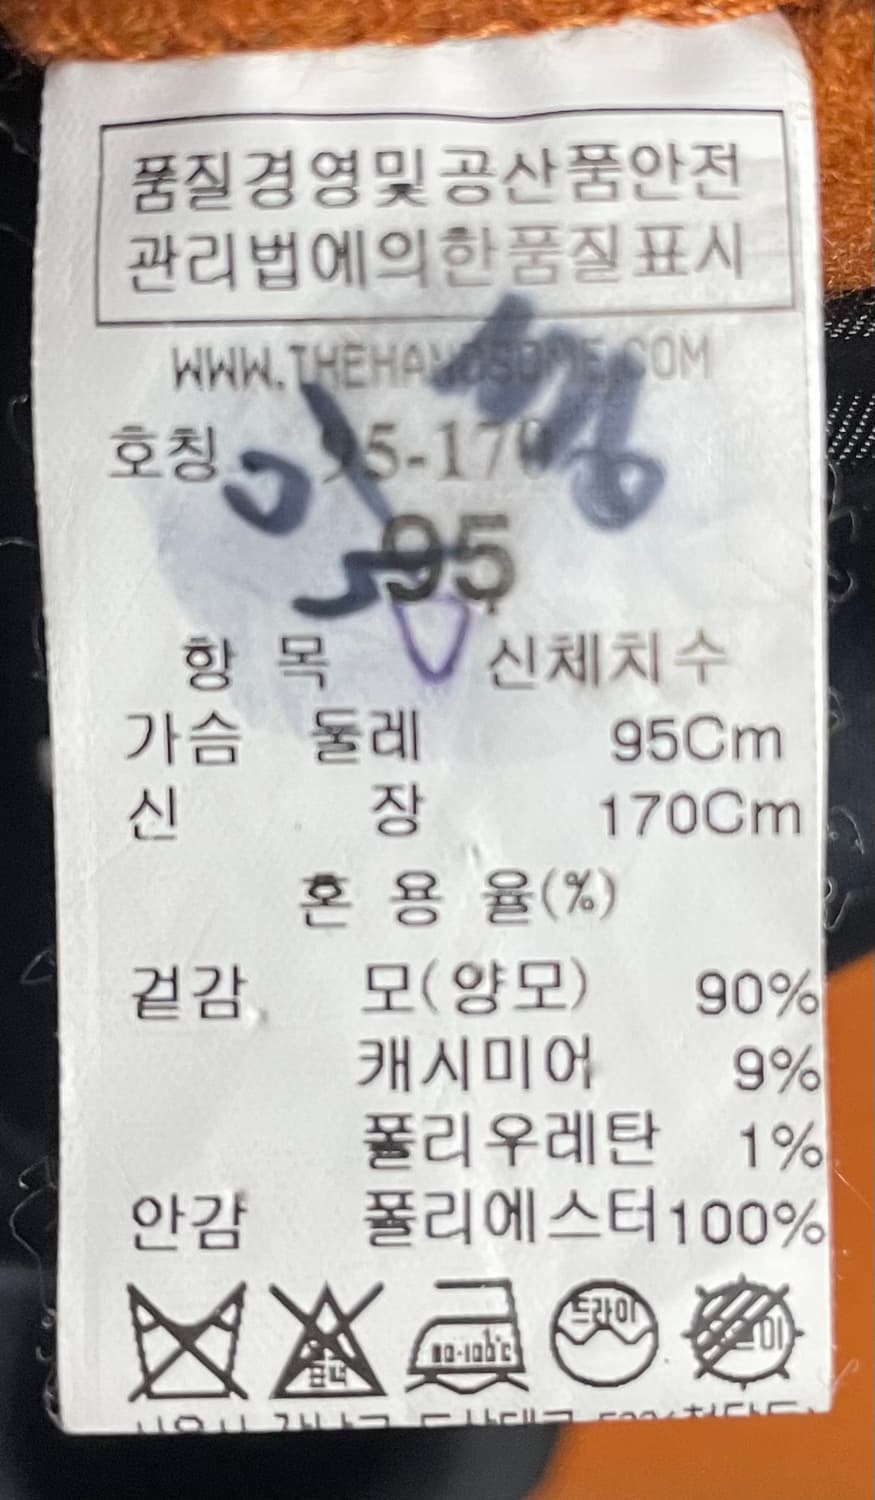 품질경영및공산품안전
관리법에의한품질표시
WWW.THEHANDSOME.COM
호칭 95-170
95
항 목 신체치수
가슴 둘레 95Cm
신 장 170Cm
혼 용 율(%)
겉감 모(양모) 90%
캐시미어 9%
폴리우레탄 1%
안감 폴리에스터 100%
드라이